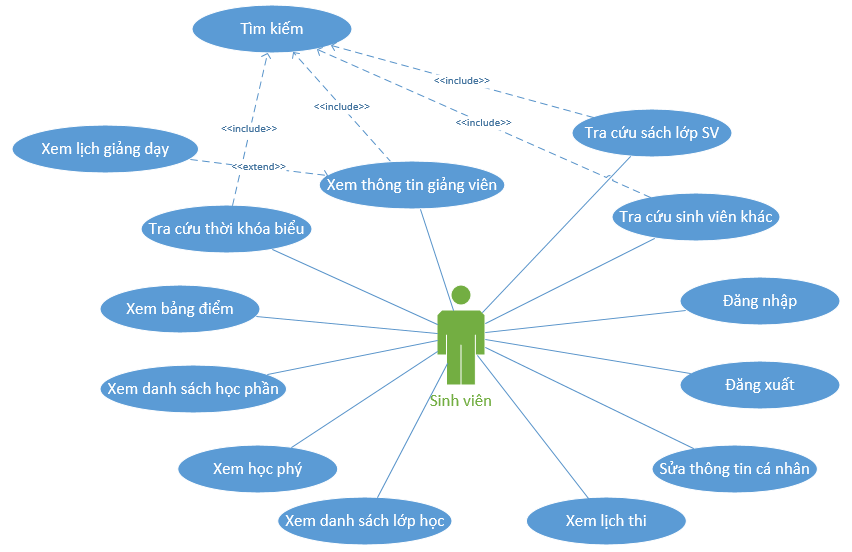 Tìm kiếm
<<include>>
<<include>>
<<include>>
<<include>>
Tra cứu sách lớp SV
Xem lịch giảng dạy
<<extend>>
Xem thông tin giảng viên
Tra cứu thời khóa biểu
Tra cứu sinh viên khác
Xem bảng điểm
Đăng nhập
Xem danh sách học phần
Đăng xuất
Sinh viên
Xem học phý
Sửa thông tin cá nhân
Xem danh sách lớp học
Xem lịch thi